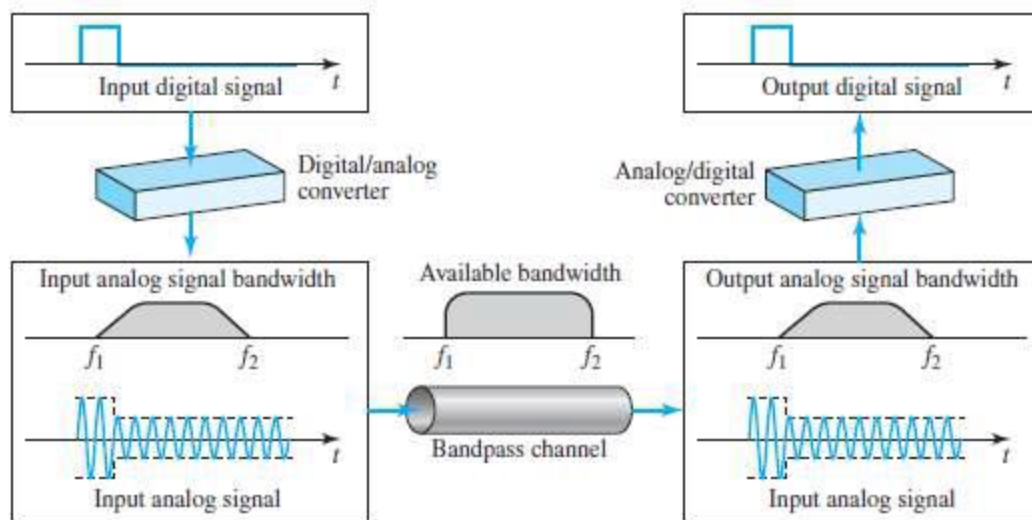 t
Input digital signal
t
Output digital signal
Digital/analog
converter
Analog/digital
converter
Input analog signal bandwidth
f1
f2
Available bandwidth
f1
f2
Output analog signal bandwidth
f1
f2
t
Input analog signal
Bandpass channel
t
Input analog signal